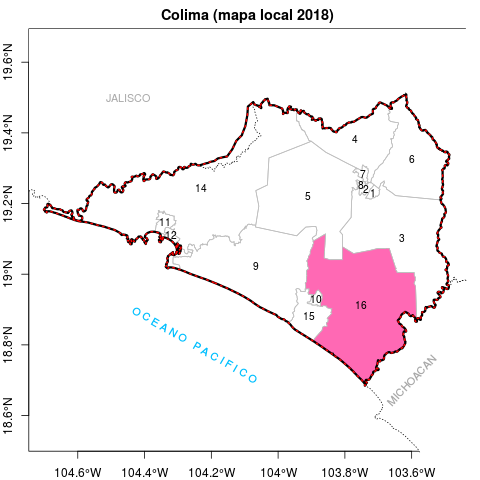 Colima (mapa local 2018)
JALISCO
4
6
7
8
2
1
14
5
11
12
3
9
10
15
16
OCEANO PACIFICO
MICHOACAN
19.6°N
19.4°N
19.2°N
19°N
18.8°N
18.6°N
104.6°W
104.4°W
104.2°W
104°W
103.8°W
103.6°W